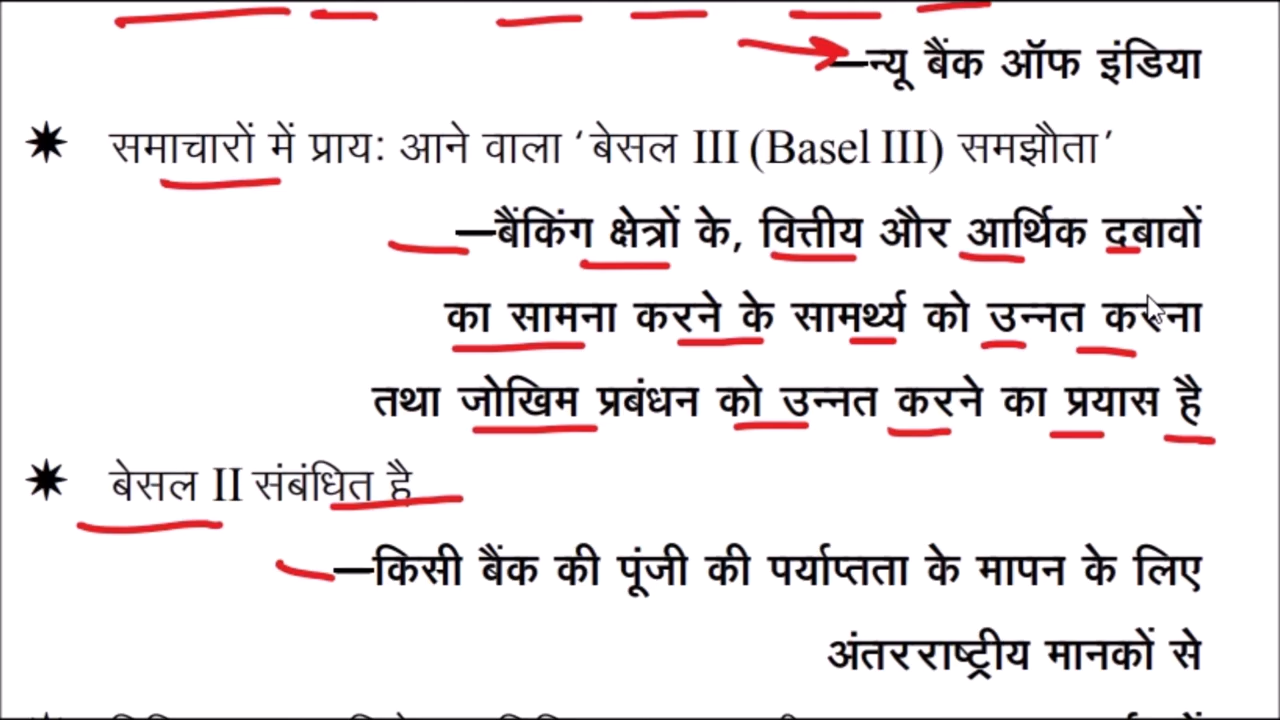 —न्यू बैंक ऑफ इंडिया
✷ समाचारों में प्राय: आने वाला ‘बेसल III (Basel III) समझौता’
—बैंकिंग क्षेत्रों के, वित्तीय और आर्थिक दबावों
का सामना करने के सामर्थ्य को उन्नत करना
तथा जोखिम प्रबंधन को उन्नत करने का प्रयास है
✷ बेसल II संबंधित है
—किसी बैंक की पूंजी की पर्याप्तता के मापन के लिए
अंतरराष्ट्रीय मानकों से